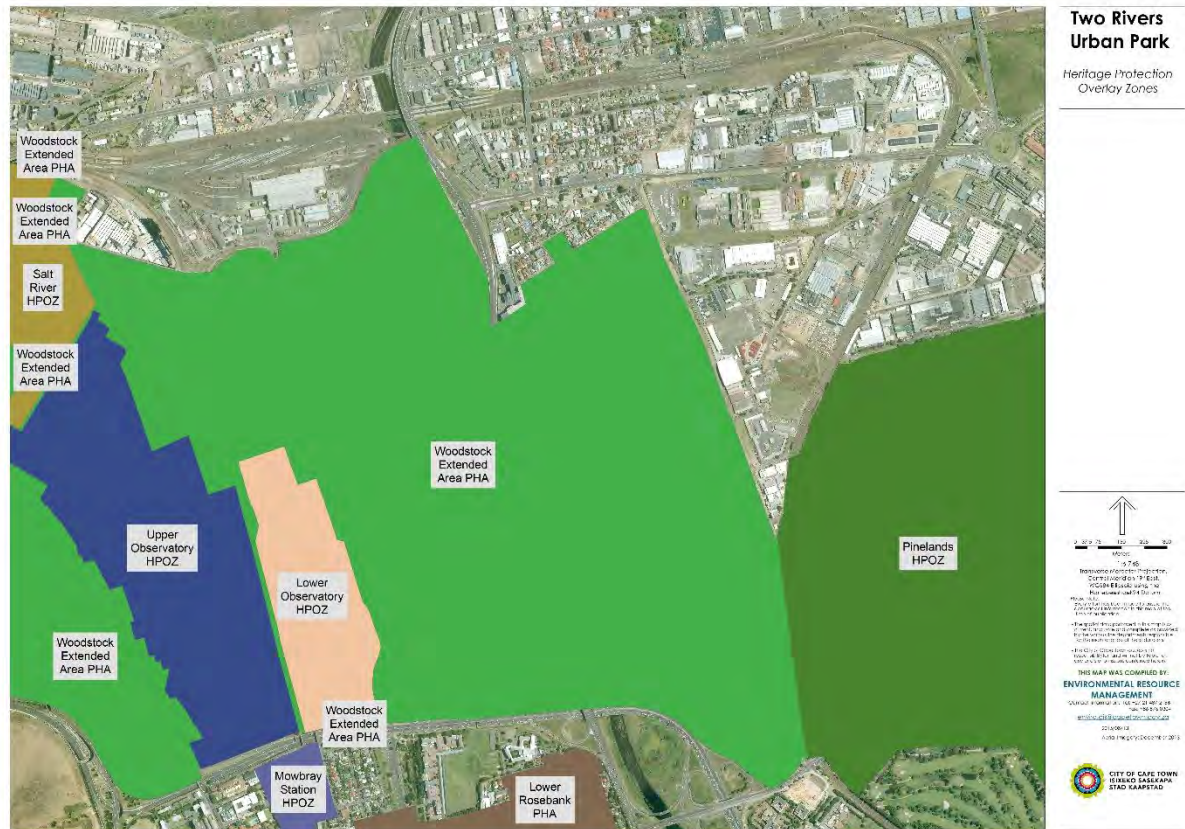 Two Rivers
Urban Park
Heritage Protection
Overlay Zones
Woodstock
Extended
Area PHA
Woodstock
Extended
Area PHA
Salt
River
HPOZ
Woodstock
Extended
Area PHA
Woodstock
Extended
Area PHA
Upper
Observatory
HPOZ
Lower
Observatory
HPOZ
Pinelands
HPOZ
Woodstock
Extended
Area PHA
Woodstock
Extended
Area PHA
Mowbray
Station
HPOZ
Lower
Rosebank
PHA
Transverse Mercator Projection,
THIS MAP WAS COMPILED BY:
ENVIRONMENTAL RESOURCE
MANAGEMENT
CITY OF CAPE TOWN
ISIXEKO SASEKAPA
STAD KAAPSTAD